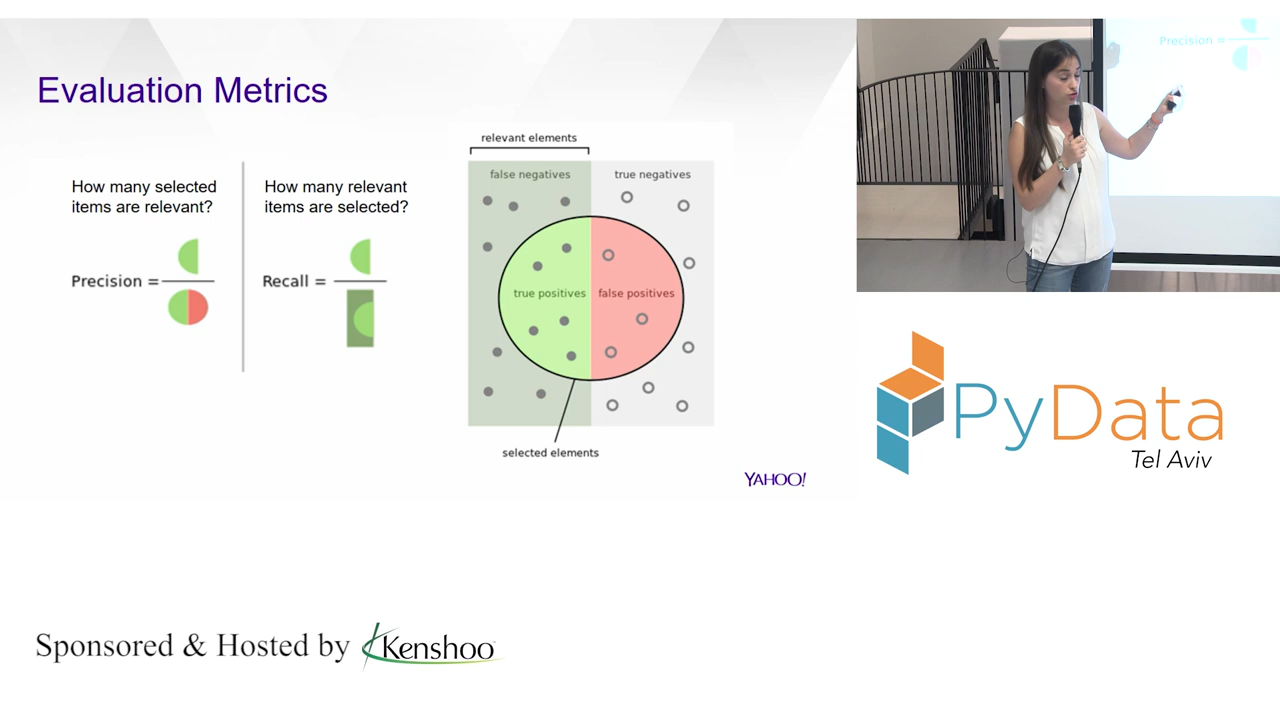 Evaluation Metrics
How many selected
items are relevant?
Precision =
How many relevant
items are selected?
Recall =
relevant elements
false negatives
true negatives
true positives
false positives
selected elements
YAHOO!
Precision =
PyData
Tel Aviv
Sponsored & Hosted by Kenshoo